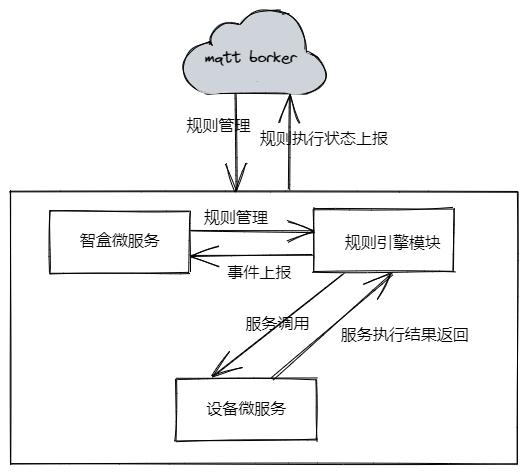 mqtt borker
规则管理
规则执行状态上报
规则管理
智盒微服务
规则引擎模块
事件上报
服务调用
服务执行结果返回
设备微服务